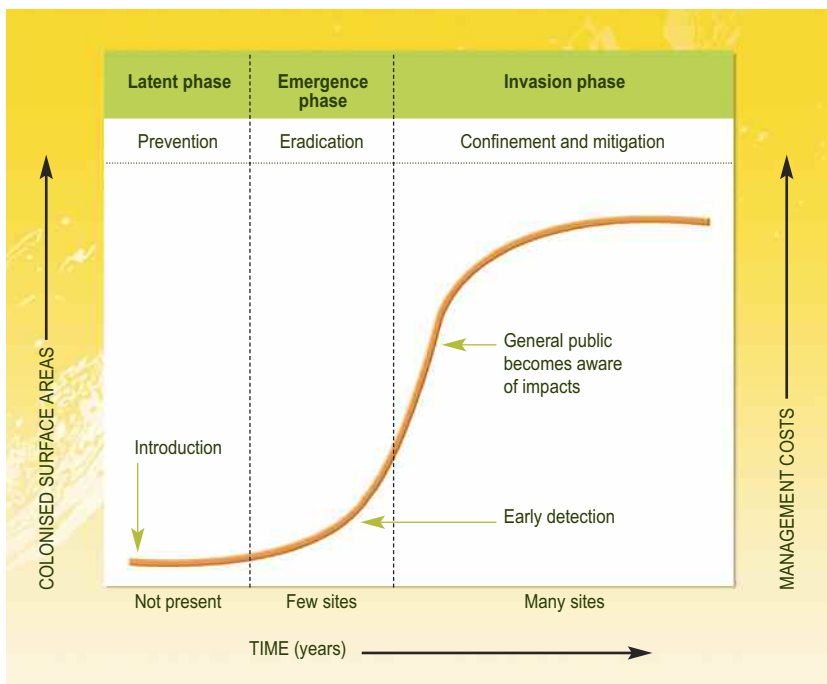 Latent phase
Emergence
phase
Invasion phase
Prevention
Eradication
Confinement and mitigation
COLONISED SURFACE AREAS
MANAGEMENT COSTS
General public
becomes aware
of impacts
Introduction
Early detection
Not present
Few sites
Many sites
TIME (years)